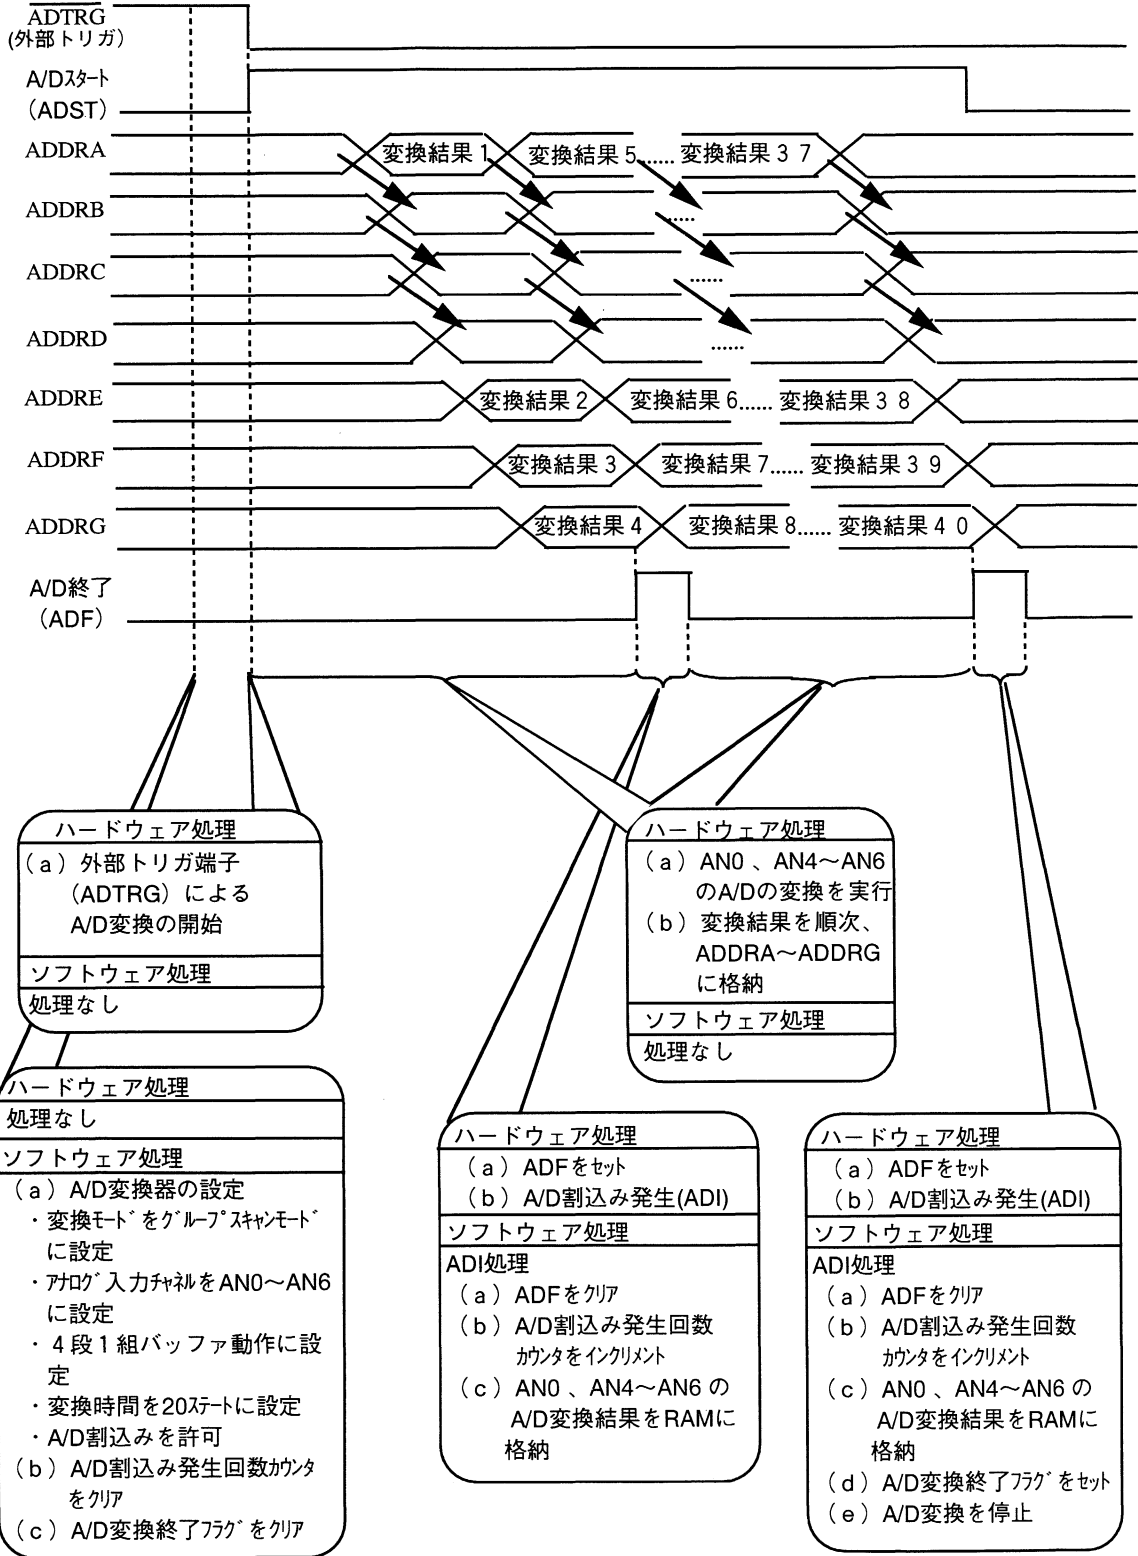 ADTRG
(外部トリガ)
A/Dスタート
(ADST)
ADDRA
変換結果1
変換結果5......
変換結果37
ADDRB
......
ADDRC
......
ADDRD
......
ADDRE
変換結果2
変換結果6......
変換結果38
ADDRF
変換結果3
変換結果7......
変換結果39
ADDRG
変換結果4
変換結果8......
変換結果40
A/D終了
(ADF)
ハードウェア処理
(a)外部トリガ端子
(ADTRG)による
A/D変換の開始
ソフトウェア処理
処理なし
ハードウェア処理
(a)AN0、AN4～AN6
のA/Dの変換を実行
(b)変換結果を順次、
ADDRA～ADDRG
に格納
ソフトウェア処理
処理なし
ハードウェア処理
処理なし
ソフトウェア処理
(a)A/D変換器の設定
・変換ﾓｰﾄﾞをｸﾞﾙｰﾌﾟｽｷｬﾝﾓｰﾄﾞ
に設定
・ｱﾅﾛｸﾞ入力ﾁｬﾈﾙをAN0～AN6
に設定
・4段1組バッファ動作に設
定
・変換時間を20ｽﾃｰﾄに設定
・A/D割込みを許可
(b)A/D割込み発生回数ｶｳﾝﾀ
をｸﾘｱ
(c)A/D変換終了ﾌﾗｸﾞをｸﾘｱ
ハードウェア処理
(a)ADFをｾｯﾄ
(b)A/D割込み発生(ADI)
ソフトウェア処理
ADI処理
(a)ADFをｸﾘｱ
(b)A/D割込み発生回数
ｶｳﾝﾀをｲﾝｸﾘﾒﾝﾄ
(c)AN0、AN4～AN6の
A/D変換結果をRAMに
格納
ハードウェア処理
(a)ADFをｾｯﾄ
(b)A/D割込み発生(ADI)
ソフトウェア処理
ADI処理
(a)ADFをｸﾘｱ
(b)A/D割込み発生回数
ｶｳﾝﾀをｲﾝｸﾘﾒﾝﾄ
(c)AN0、AN4～AN6の
A/D変換結果をRAMに
格納
(d)A/D変換終了ﾌﾗｸﾞをｾｯﾄ
(e)A/D変換を停止